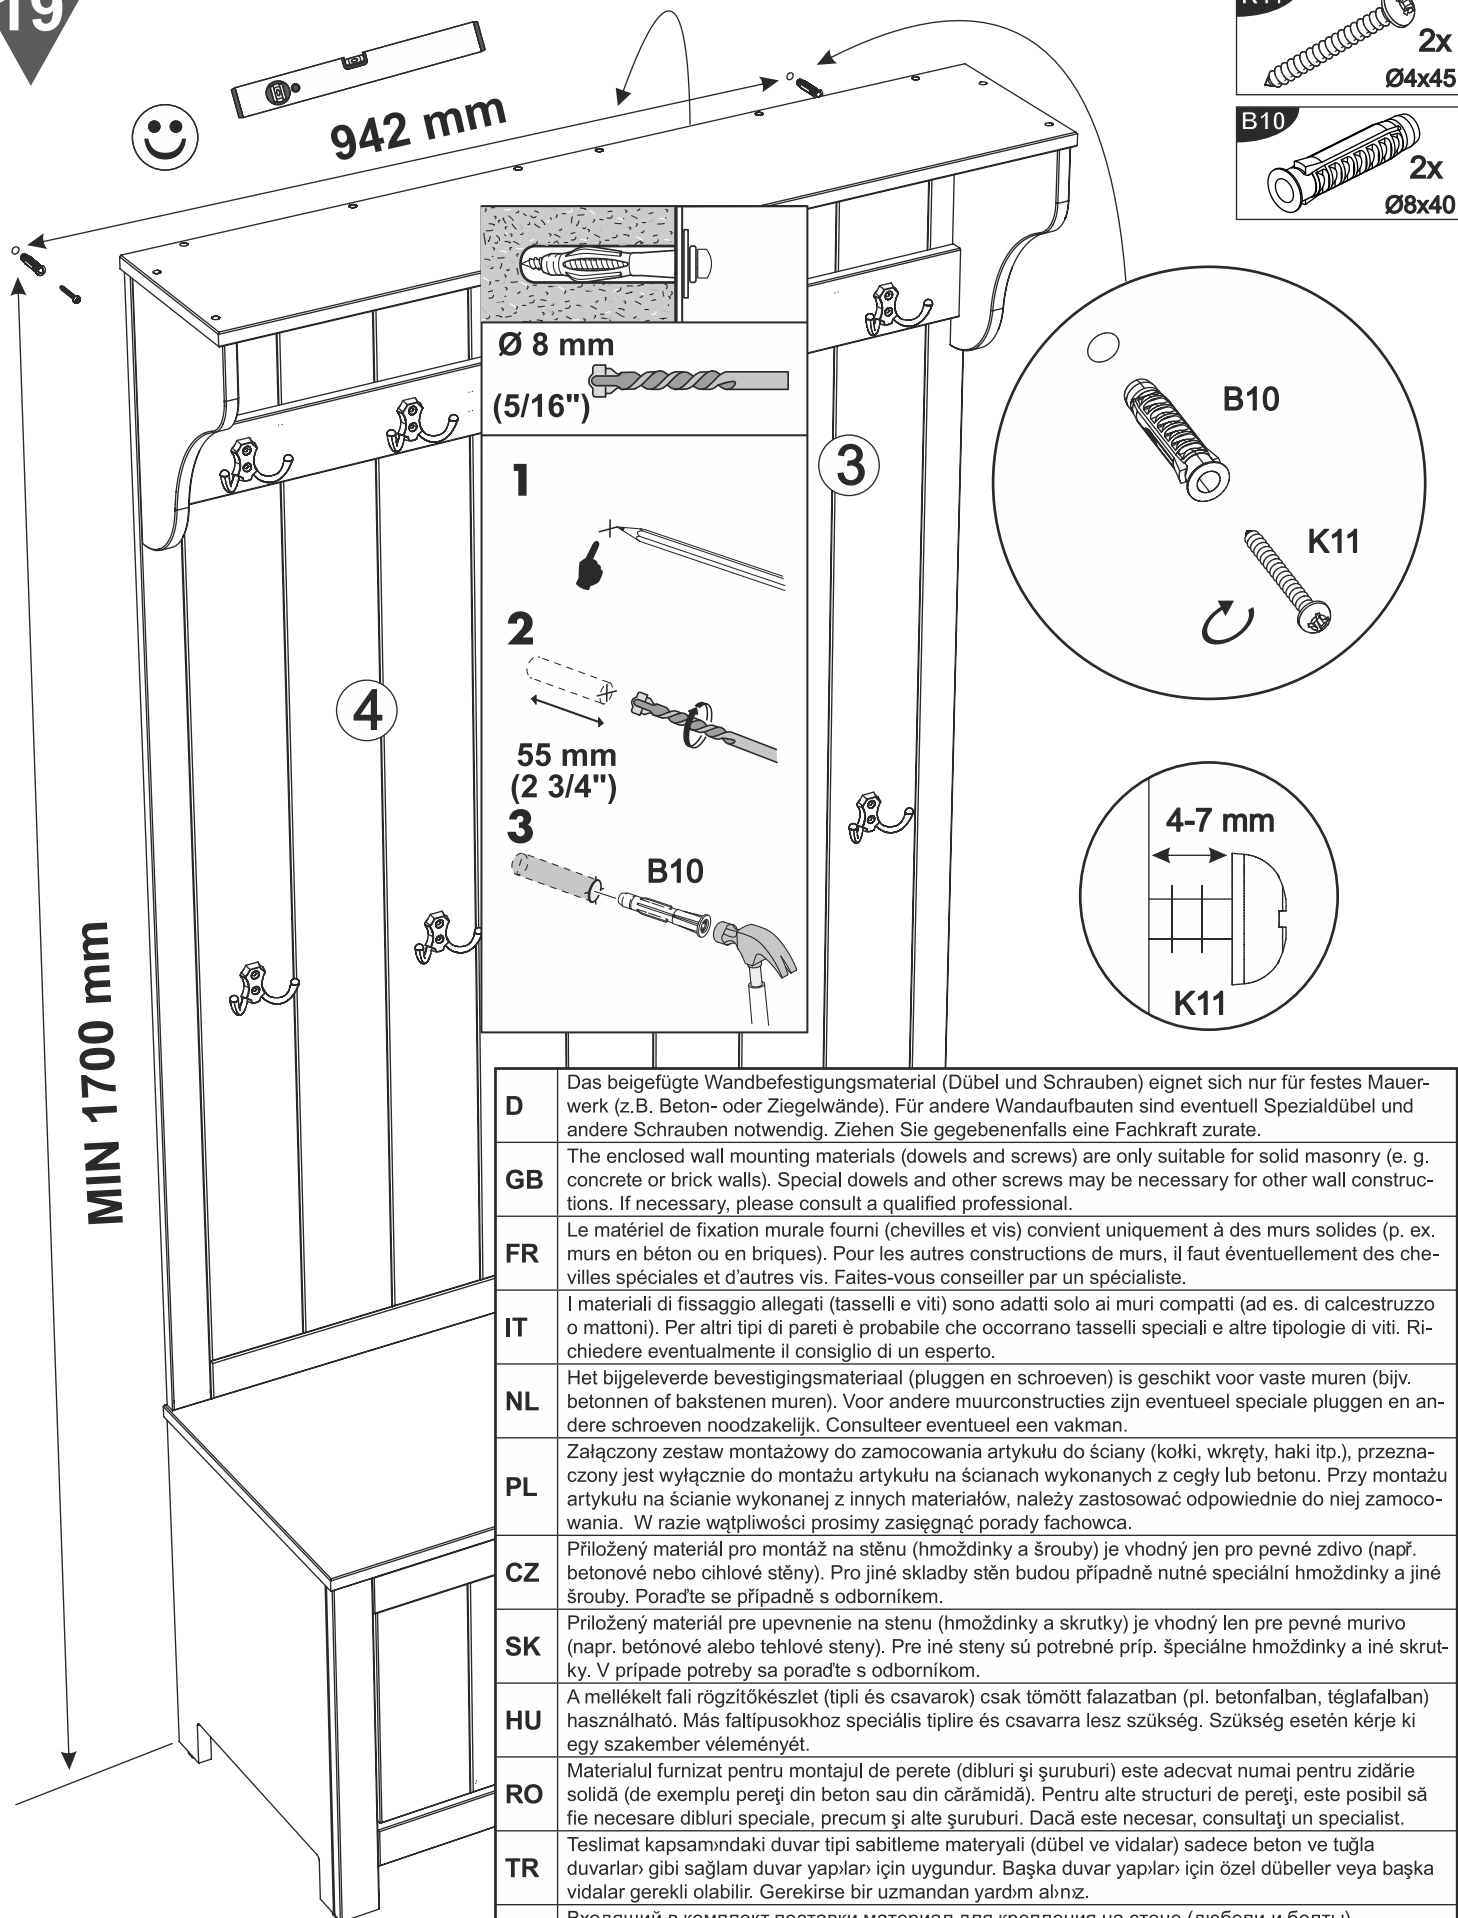 19
K11
2x
Ø4x45
B10
2x
Ø8x40
942 mm
MIN 1700 mm
Ø 8 mm
(5/16")
1
2
55 mm
(2 3/4")
3
B10
3
4
B10
K11
4-7 mm
K11
D
Das beigefügte Wandbefestigungsmaterial (Dübel und Schrauben) eignet sich nur für festes Mauer-
werk (z.B. Beton- oder Ziegelwände). Für andere Wandaufbauten sind eventuell Spezialdübel und
andere Schrauben notwendig. Ziehen Sie gegebenenfalls eine Fachkraft zurate.
GB
The enclosed wall mounting materials (dowels and screws) are only suitable for solid masonry (e. g.
concrete or brick walls). Special dowels and other screws may be necessary for other wall construc-
tions. If necessary, please consult a qualified professional.
FR
Le matériel de fixation murale fourni (chevilles et vis) convient uniquement à des murs solides (p. ex.
murs en béton ou en briques). Pour les autres constructions de murs, il faut éventuellement des che-
villes spéciales et d'autres vis. Faites-vous conseiller par un spécialiste.
IT
I materiali di fissaggio allegati (tasselli e viti) sono adatti solo ai muri compatti (ad es. di calcestruzzo
o mattoni). Per altri tipi di pareti è probabile che occorrano tasselli speciali e altre tipologie di viti. Ri-
chiedere eventualmente il consiglio di un esperto.
NL
Het bijgeleverde bevestigingsmateriaal (pluggen en schroeven) is geschikt voor vaste muren (bijv.
betonnen of bakstenen muren). Voor andere muurconstructies zijn eventueel speciale pluggen en an-
dere schroeven noodzakelijk. Consulteer eventueel een vakman.
PL
Załączony zestaw montażowy do zamocowania artykułu do ściany (kołki, wkręty, haki itp.), przezna-
czony jest wyłącznie do montażu artykułu na ścianach wykonanych z cegły lub betonu. Przy montażu
artykułu na ścianie wykonanej z innych materiałów, należy zastosować odpowiednie do niej zamoco-
wania. W razie wątpliwości prosimy zasięgnąć porady fachowca.
CZ
Přiložený materiál pro montáž na stěnu (hmoždinky a šrouby) je vhodný jen pro pevné zdivo (např.
betonové nebo cihlové stěny). Pro jiné skladby stěn budou případně nutné speciální hmoždinky a jiné
šrouby. Poraďte se případně s odborníkem.
SK
Priložený materiál pre upevnenie na stenu (hmoždinky a skrutky) je vhodný len pre pevné murivo
(napr. betónové alebo tehlové steny). Pre iné steny sú potrebné príp. špeciálne hmoždinky a iné skrut-
ky. V prípade potreby sa poraďte s odborníkom.
HU
A mellékelt fali rögzítőkészlet (tipli és csavarok) csak tömött falazatban (pl. betonfalban, téglafalban)
használható. Más faltípusokhoz speciális tiplire és csavarra lesz szükség. Szükség esetén kérje ki
egy szakember véleményét.
RO
Materialul furnizat pentru montajul de perete (dibluri şi şuruburi) este adecvat numai pentru zidărie
solidă (de exemplu pereţi din beton sau din cărămidă). Pentru alte structuri de pereţi, este posibil să
fie necesare dibluri speciale, precum şi alte şuruburi. Dacă este necesar, consultaţi un specialist.
TR
Teslimat kapsam›ndaki duvar tipi sabitleme materyali (dübel ve vidalar) sadece beton ve tuğla
duvarlar› gibi sağlam duvar yap›lar› için uygundur. Başka duvar yap›lar› için özel dübeller veya başka
vidalar gerekli olabilir. Gerekirse bir uzmandan yard›m al›n›z.
Входящий в комплект поставки материал для крепления на стене (дюбели и болты)